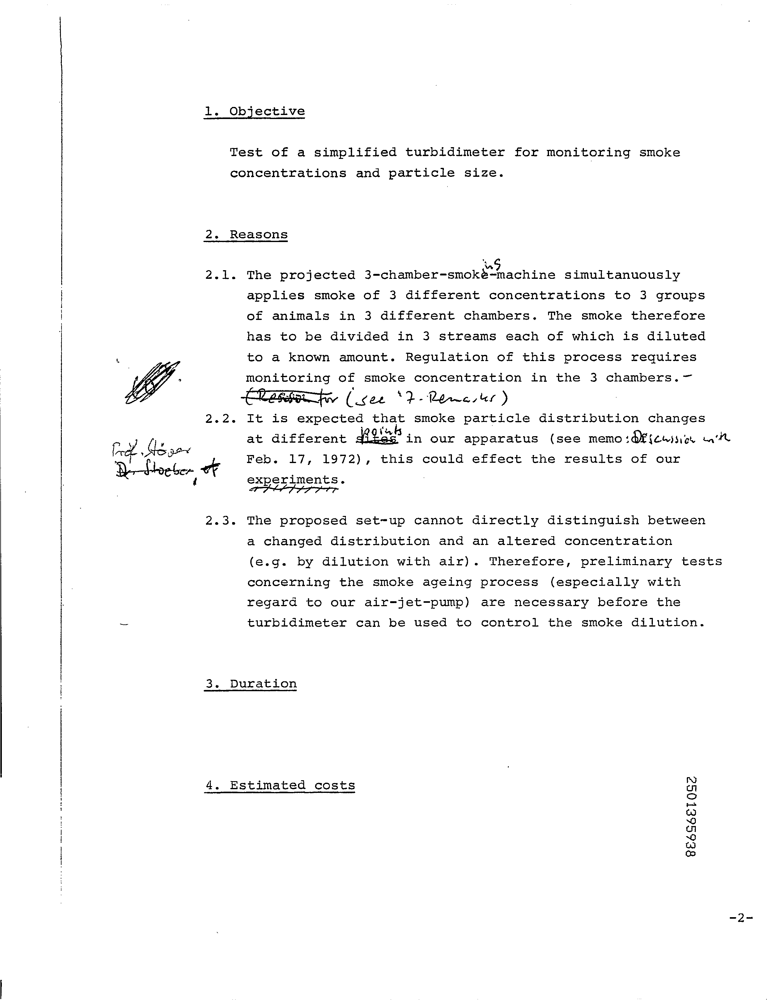 1. Objective
Test of a simplified turbidimeter for monitoring smoke
concentrations and particle size.
2. Reasons
ing
2.1. The projected 3-chamber-smoke-machine simultanuously
applies smoke of 3 different concentrations to 3 groups
of animals in 3 different chambers. The smoke therefore
has to be divided in 3 streams each of which is diluted
to a known amount. Regulation of this process requires
monitoring of smoke concentration in the 3 chambers.-
(see
2.2. It is expected that smoke particle distribution changes
points
at different sites in our apparatus (see memo: Discussion with
Prof. Stöber
Dr. Stoeber, of
Feb. 17, 1972), this could effect the results of our
experiments.
2.3. The proposed set-up cannot directly distinguish between
a changed distribution and an altered concentration
(e.g. by dilution with air). Therefore, preliminary tests
concerning the smoke ageing process (especially with
regard to our air-jet-pump) are necessary before the
turbidimeter can be used to control the smoke dilution.
3. Duration
4. Estimated costs
2501395938
-2-